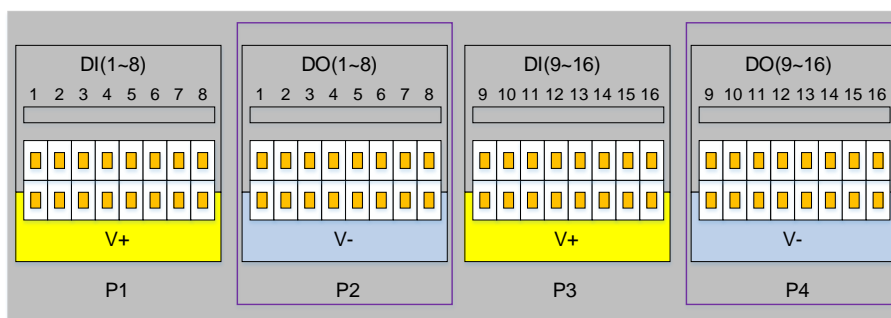 DI(1~8) DO(1~8) DI(9~16) DO(9~16)
1 2 3 4 5 6 7 8 1 2 3 4 5 6 7 8 9 10 11 12 13 14 15 16 9 10 11 12 13 14 15 16
V+ V- V+ V-
P1 P2 P3 P4